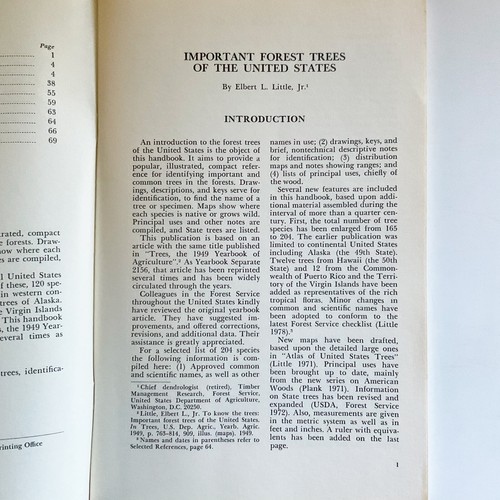 Page
1
4
4
38
55
59
63
64
66
69
trated, compact
e forests. Draw-
now where each
es are compiled,
l United States
f these, 120 spe-
in western con-
trees of Alaska.
e Virgin Islands
This handbook
s, the 1949 Year-
several times as
trees, identifica-
rinting Office
IMPORTANT FOREST TREES
OF THE UNITED STATES
By Elbert L. Little, Jr.¹
INTRODUCTION
An introduction to the forest trees
of the United States is the object of
this handbook. It aims to provide a
popular, illustrated, compact refer-
ence for identifying important and
common trees in the forests. Draw-
ings, descriptions, and keys serve for
identification, to find the name of a
tree or specimen. Maps show where
each species is native or grows wild.
Principal uses and other notes are
compiled, and State trees are listed.
This publication is based on an
article with the same title published
in "Trees, the 1949 Yearbook of
Agriculture".² As Yearbook Separate
2156, that article has been reprinted
several times and has been widely
circulated through the years.
Colleagues in the Forest Service
throughout the United States kindly
have reviewed the original yearbook
article. They have suggested im-
provements, and offered corrections,
revisions, and additional data. Their
assistance is greatly appreciated.
For a selected list of 204 species
the following information is com-
piled here: (1) Approved common
and scientific names, as well as other
¹ Chief dendrologist (retired), Timber
Management Research, Forest Service,
United States Department of Agriculture,
Washington, D.C. 20250.
² Little, Elbert L., Jr. To know the trees:
Important forest trees of the United States.
In Trees, U.S. Dep. Agric. Yearb. Agric.
1949, p. 763-814, 909, illus. (maps). 1949.
³ Names and dates in parentheses refer to
Selected References, page 64.
names in use; (2) drawings, keys, and
brief, nontechnical descriptive notes
for identification; (3) distribution
maps and notes showing ranges; and
(4) lists of principal uses, chiefly of
the wood.
Several new features are included
in this handbook, based upon addi-
tional material assembled during the
interval of more than a quarter cen-
tury. First, the total number of tree
species has been enlarged from 165
to 204. The earlier publication was
limited to continental United States
including Alaska (the 49th State).
Twelve trees from Hawaii (the 50th
State) and 12 from the Common-
wealth of Puerto Rico and the Terri-
tory of the Virgin Islands have been
added as representatives of the rich
tropical floras. Minor changes in
common and scientific names have
been adopted to conform to the
latest Forest Service checklist (Little
1978).³
New maps have been drafted,
based upon the detailed large ones
in "Atlas of United States Trees"
(Little 1971). Principal uses have
been brought up to date, mainly
from the new series on American
Woods (Plank 1971). Information
on State trees has been revised and
expanded (USDA, Forest Service
1972). Also, measurements are given
in the metric system as well as in
feet and inches. A ruler with equiva-
lents has been added on the last
page.
1